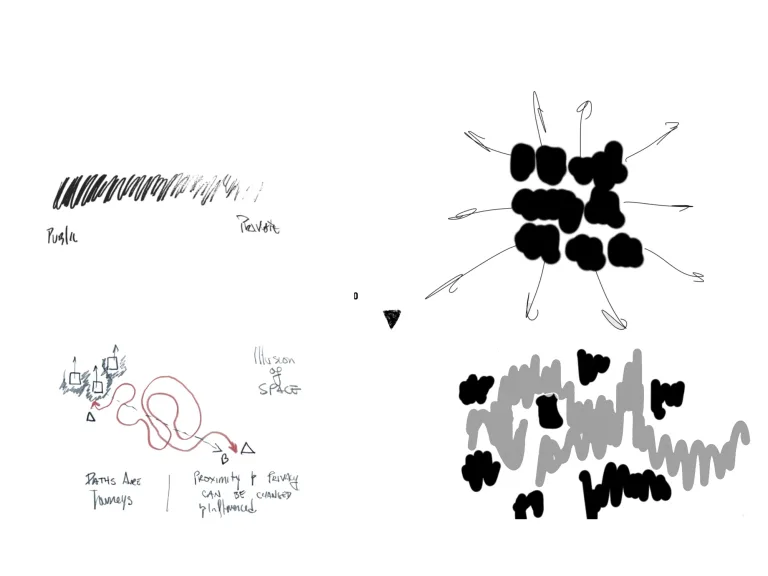 Public
Private
Illusion
of
SPACE
A
B
PATHS ARE
Journeys
PROXIMITY & PRIVACY
CAN BE CHANGED
& influenced